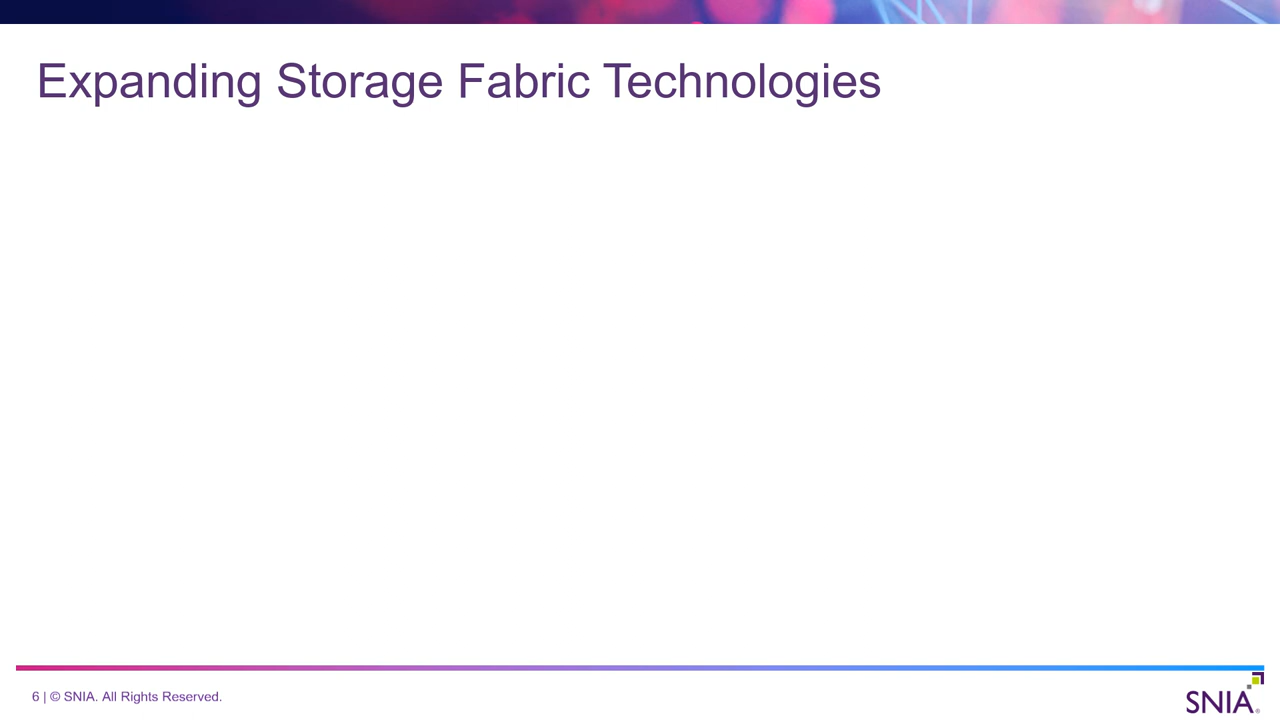 Expanding Storage Fabric Technologies
6 | © SNIA. All Rights Reserved.
SNIA®